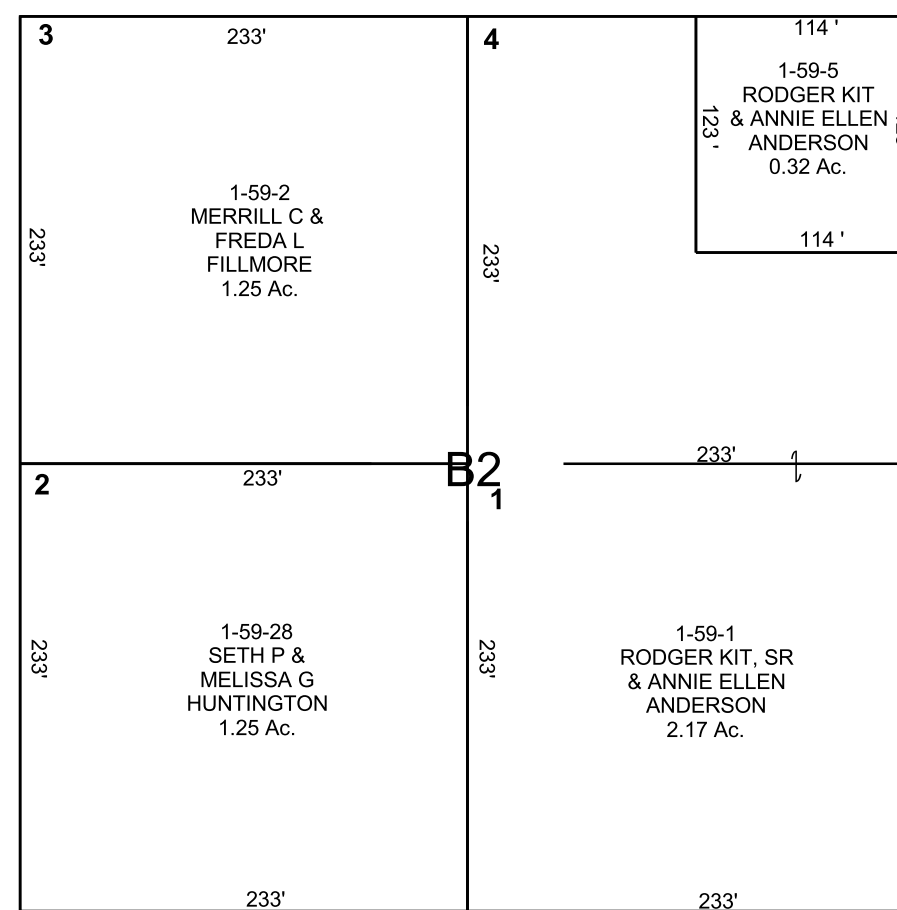 3
233'
4
114 '
1-59-5
RODGER KIT
& ANNIE ELLEN
ANDERSON
0.32 Ac.
123 '
114 '
1-59-2
MERRILL C &
FREDA L
FILLMORE
1.25 Ac.
233'
233'
233'
B2
2
233'
1
1-59-28
SETH P &
MELISSA G
HUNTINGTON
1.25 Ac.
233'
233'
1-59-1
RODGER KIT, SR
& ANNIE ELLEN
ANDERSON
2.17 Ac.
233'
233'